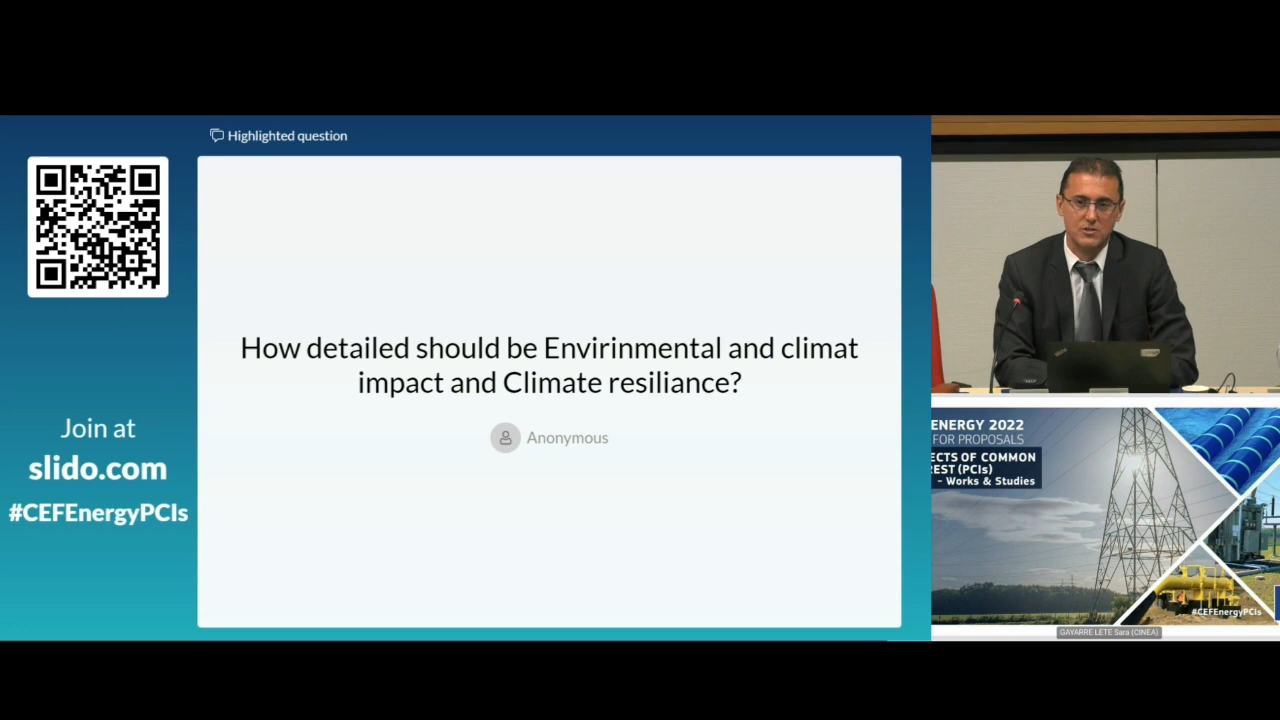 Highlighted question
How detailed should be Envirinmental and climat
impact and Climate resiliance?
Anonymous
Join at
slido.com
#CEFEnergyPCIs
ENERGY 2022
FOR PROPOSALS
ECTS OF COMMON
REST (PCIs)
- Works & Studies
#CEFEnergyPCIs
GAYARRE LETE Sara (CINEA)